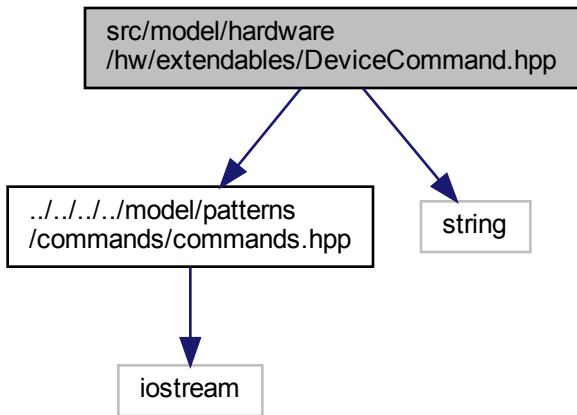 src/model/hardware
/hw/extendables/DeviceCommand.hpp
../../../../model/patterns
/commands/commands.hpp
string
iostream